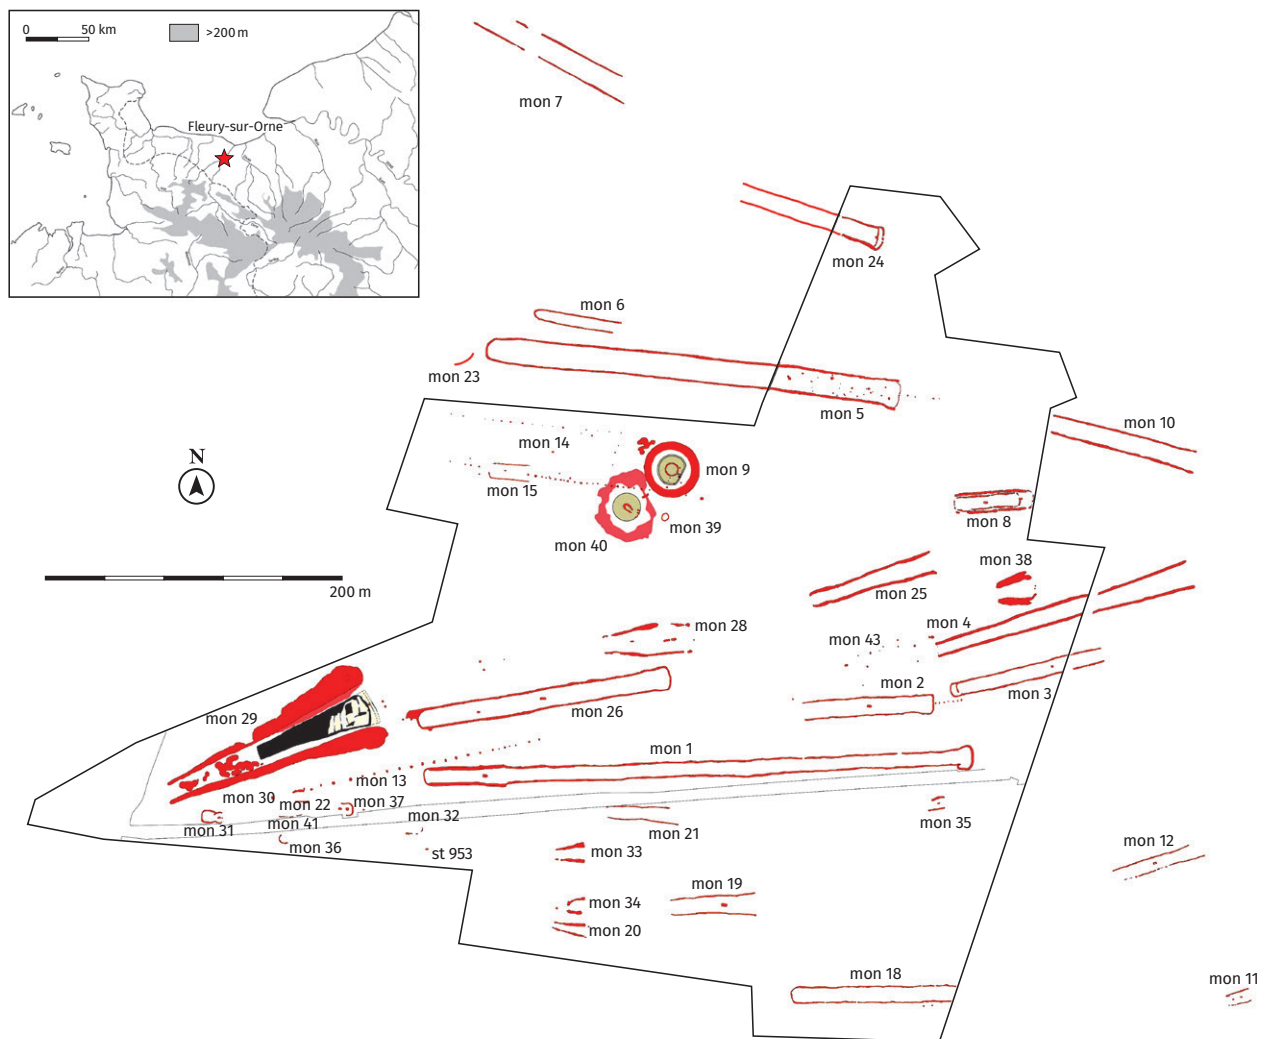 0 50 km >200 m
Fleury-sur-Orne
mon 7
mon 24
mon 6
mon 23
mon 5
mon 10
mon 14
N
mon 9
mon 15
mon 8
mon 39
mon 40
mon 38
200 m
mon 25
mon 4
mon 28
mon 43
mon 2
mon 3
mon 26
mon 29
mon 1
mon 13
mon 30
mon 22
mon 37
mon 32
mon 41
mon 31
mon 21
mon 35
mon 36
st 953
mon 33
mon 12
mon 19
mon 34
mon 20
mon 18
mon 11